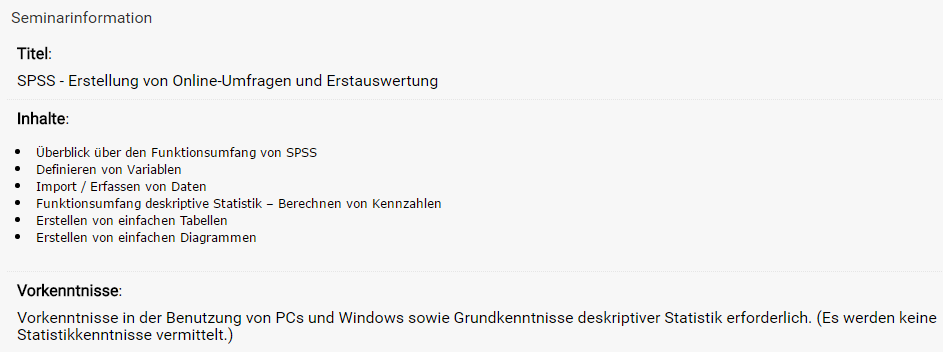 Seminarinformation
Titel:
SPSS - Erstellung von Online-Umfragen und Erstauswertung
Inhalte:
• Überblick über den Funktionsumfang von SPSS
• Definieren von Variablen
• Import / Erfassen von Daten
• Funktionsumfang deskriptive Statistik – Berechnen von Kennzahlen
• Erstellen von einfachen Tabellen
• Erstellen von einfachen Diagrammen
Vorkenntnisse:
Vorkenntnisse in der Benutzung von PCs und Windows sowie Grundkenntnisse deskriptiver Statistik erforderlich. (Es werden keine
Statistikkenntnisse vermittelt.)